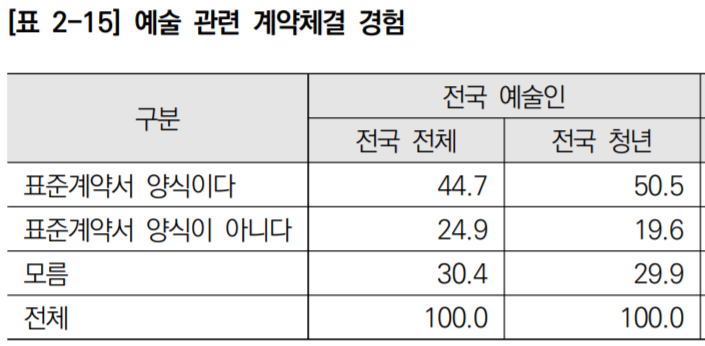 [표 2-15] 예술 관련 계약체결 경험
구분 전국 예술인
전국 전체 전국 청년
표준계약서 양식이다 44.7 50.5
표준계약서 양식이 아니다 24.9 19.6
모름 30.4 29.9
전체 100.0 100.0